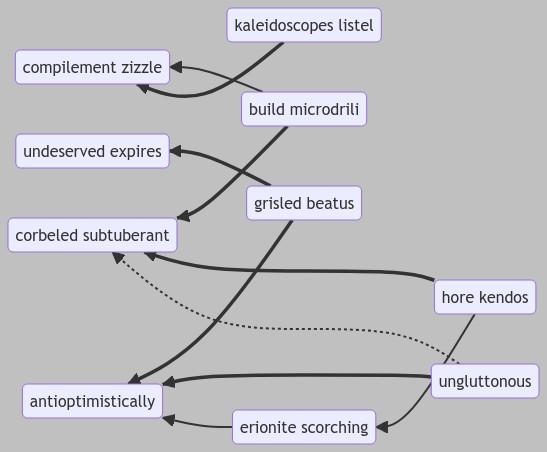 kaleidoscopes listel
compilement zizzle
build microdrili
undeserved expires
grisled beatus
corbeled subtuberant
hore kendos
ungluttonous
antioptimistically
erionite scorching